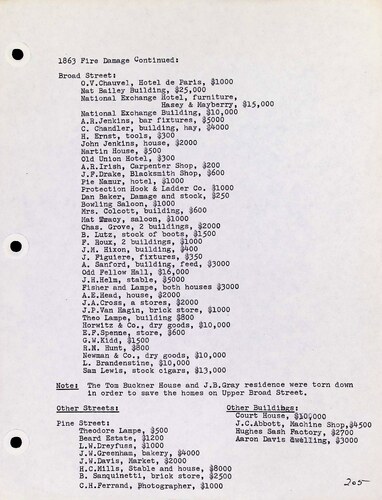 1863 Fire Damage Continued:
Broad Street:
O.V.Chauvel, Hotel de Paris, $1000
Nat Bailey Building, $25,000
National Exchange Hotel, furniture,
Hasey & Mayberry, $15,000
National Exchange Building, $10,000
A.R.Jenkins, bar fixtures, $5000
C. Chandler, building, hay, $4000
H. Ernst, tools, $300
John Jenkins, house, $2000
Martin House, $500
Old Union Hotel, $300
A.R.Irish, Carpenter Shop, $200
J.F.Drake, Blacksmith Shop, $600
Pie Namur, hotel, $1000
Protection Hook & Ladder Co. $1000
Dan Baker, Damage and stock, $250
Bowling Saloon, $1000
Mrs. Colcott, building, $600
Hat saloon, $1000
Chas. Grove, 2 buildings, $2000
B. Lutz, stock of boots, $1500
F. Roux, 2 buildings, $1000
J.M. Hixon, building, $400
J. Figuiere, fixtures, $350
A. Sanford, building, feed, $3000
Odd Fellow Hall, $16,000
J.H.Helm, stable, $5000
Fisher and Lampe, both houses $3000
A.E.Head, house, $2000
J.A.Cross, a stores, $2000
J.P.Van Hagin, brick store, $1000
Theo Lampe, building $800
Horwitz & Co., dry goods, $10,000
E.F.Spenne, store, $600
G.W.Kidd, $1500
R.M. Hunt, $800
Newman & Co., dry goods, $10,000
L. Brandenstine, $10,000
Sam Lewis, stock cigars, $13,000
Note: The Tom Buckner House and J.B.Gray residence were torn down
in order to save the homes on Upper Broad Street.
Other Streets:
Pine Street:
Theodore Lampe, $500
Beard Estate, $1200
L.W.Dreyfuss, $1000
J.W.Greenham, bakery, $4000
J.W.Davis, Market, $2000
H.C.Mills, Stable and house, $8000
B. Sanquinetti, brick store, $2500
C.H.Ferrand, Photographer, $1000
Other Buildings:
Court House, $10,000
J.C.Abbott, Machine Shop,$4500
Hughes Sash Factory, $2700
Aaron Davis dwelling, $3000
205